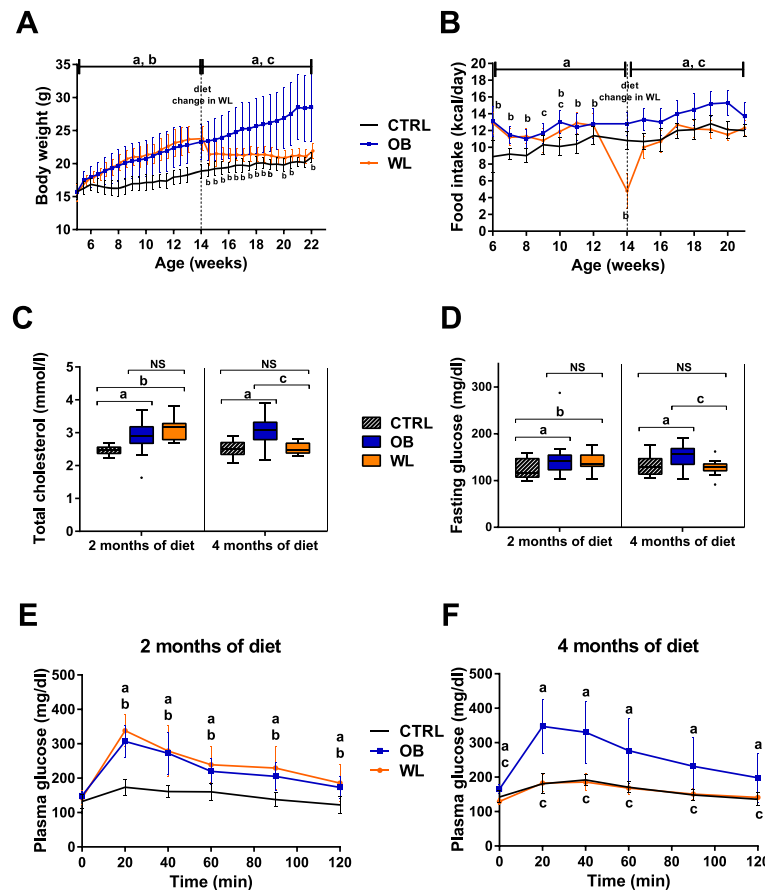 A
B
a, b
a, c
diet
change in WL
35
30
25
20
15
10
Body weight (g)
b b b b b b b b b b b b
6 8 10 12 14 16 18 20 22
Age (weeks)
CTRL
OB
WL
a
a, c
diet
change in WL
20
18
16
14
12
10
8
6
4
2
0
Food intake (kcal/day)
b b b c b c b b
b
6 8 10 12 14 16 18 20
Age (weeks)
C
D
NS
b
a
NS
c
a
5
4
3
2
1
0
Total cholesterol (mmol/l)
2 months of diet
4 months of diet
CTRL
OB
WL
NS
b
a
NS
c
a
300
200
100
0
Fasting glucose (mg/dl)
2 months of diet
4 months of diet
E
F
2 months of diet
500
400
300
200
100
0
Plasma glucose (mg/dl)
a a a a a
b b b b b
0 20 40 60 80 100 120
Time (min)
CTRL
OB
WL
4 months of diet
500
400
300
200
100
0
Plasma glucose (mg/dl)
a a a a a a
c c c c c c
0 20 40 60 80 100 120
Time (min)